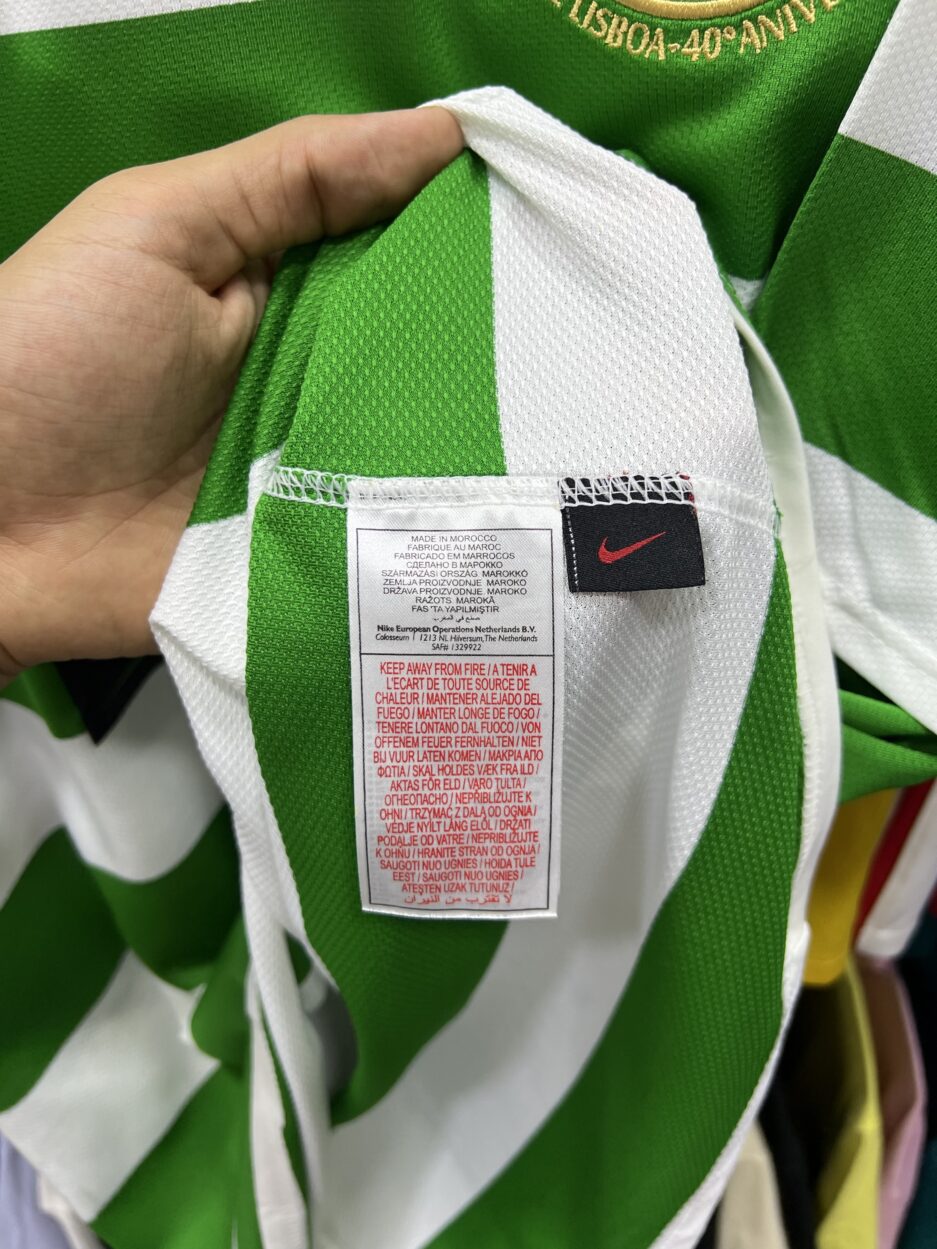 LISBOA-40º ANIV
MADE IN MOROCCO
FABRIQUE AU MAROC
FABRICADO EM MARROCOS
СДЕЛАНО В МАРОККО
SZÁRMAZÁSI ORSZÁG MAROKKÓ
ZEMLJA PROIZVODNJE MAROKO
DRŽAVA PROIZVODNJE MAROKO
RAŽOTS MAROKĀ
FAS 'TA YAPILMIŞTIR
صنع في المغرب
Nike European Operations Netherlands B.V.
Colosseum 1 1213 NL Hilversum, The Netherlands
SAF# 1329922
KEEP AWAY FROM FIRE / A TENIR A
L'ECART DE TOUTE SOURCE DE
CHALEUR / MANTENER ALEJADO DEL
FUEGO / MANTER LONGE DE FOGO /
TENERE LONTANO DAL FUOCO / VON
OFFENEM FEUER FERNHALTEN / NIET
BIJ VUUR LATEN KOMEN / ΜΑΚΡΙΑ ΑΠΟ
ΦΩΤΙΑ / SKAL HOLDES VÆK FRA ILD /
AKTAS FÖR ELD / VARO TULTA /
ОГНЕОПАСНО / NEPŘIBLIŽUJTE K
OHNI / TRZYMAĆ Z DALA OD OGNIA /
VÉDJE NYÍLT LÁNG ELŐL / DRŽATI
PODALJE OD VATRE / NEPRIBLIŽUJTE
K OHŇU / HRANITE STRAN OD OGNJA /
SAUGOTI NUO UGNIES / HOIDA TULE
EEST / SAUGOTI NUO UGNIES /
ATEŞTEN UZAK TUTUNUZ /
لا تقترب من النيران